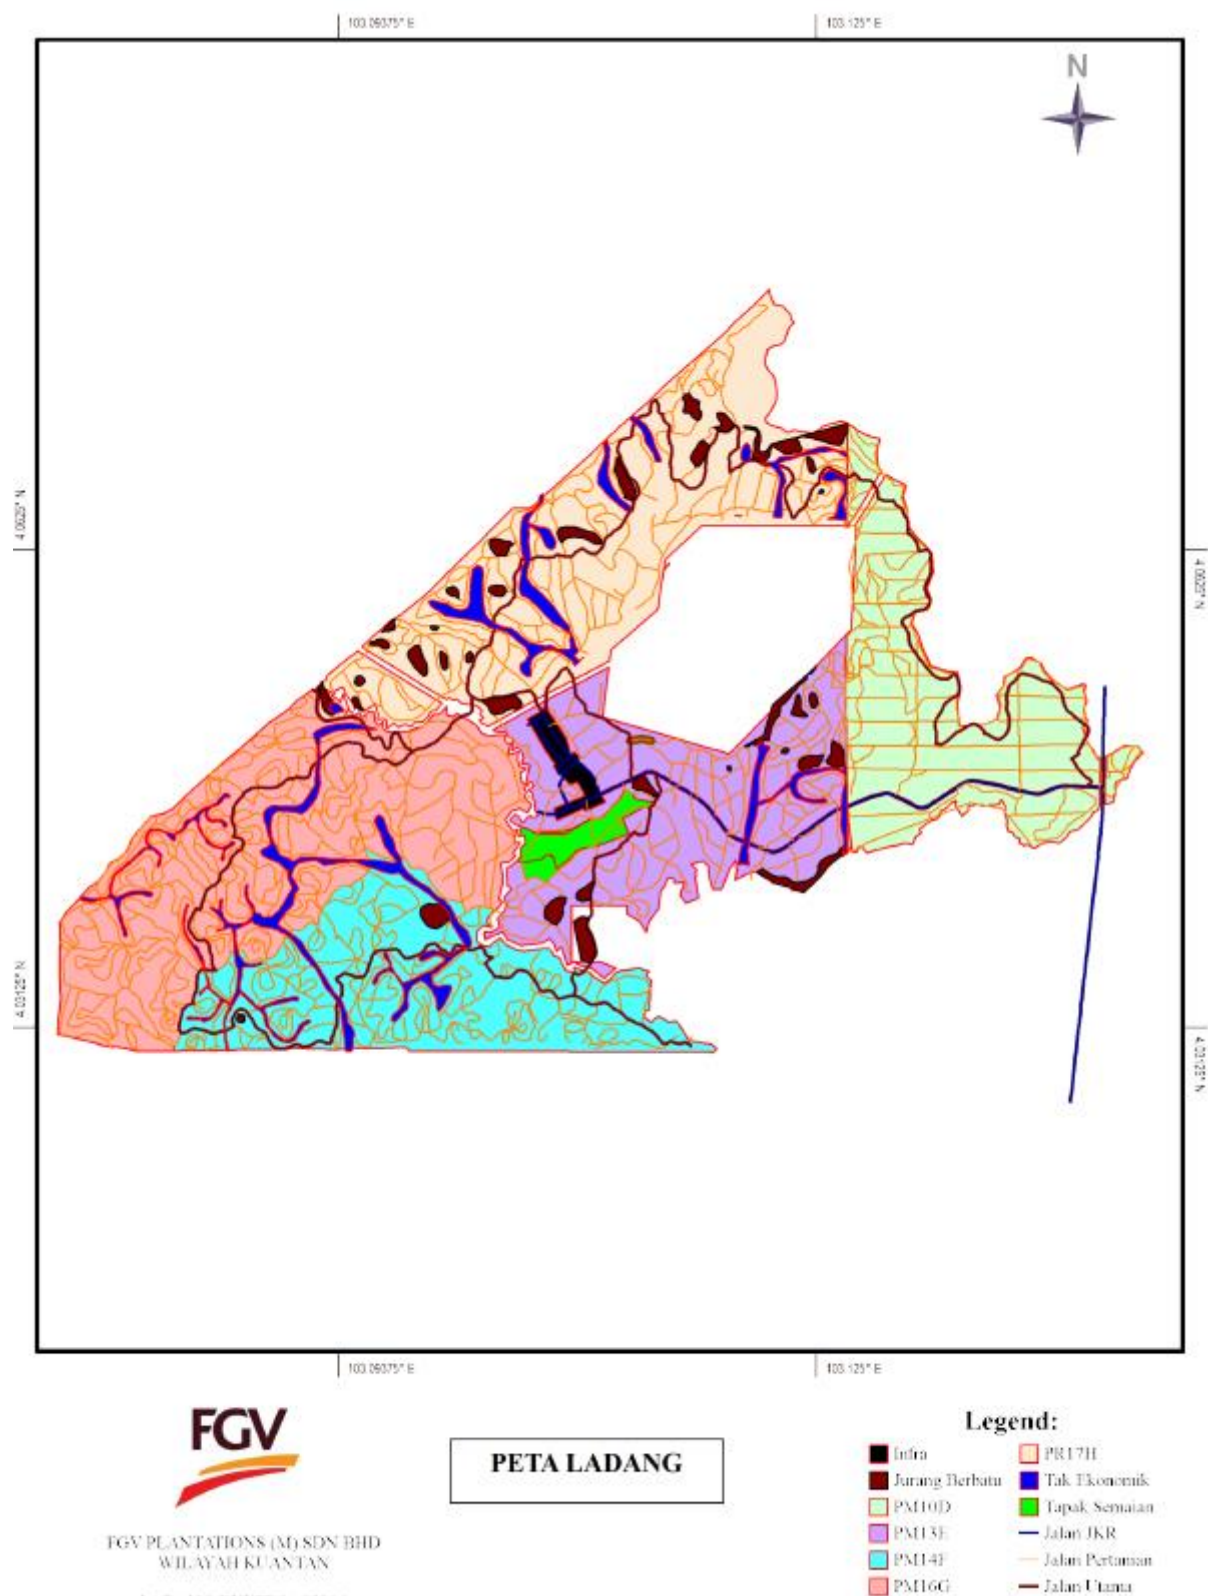 103.09375° E
103.125° E
N
4.0625° N
4.0625° N
4.03125° N
4.03125° N
103.09375° E
103.125° E
FGV
FGV PLANTATIONS (M) SDN BHD
WILAYAH KUANTAN
PETA LADANG
Legend:
Infra
Jurang Berbatu
PM10D
PM13E
PM14F
PM16G
PR17H
Tak Ekonomik
Tapak Semaian
Jalan JKR
Jalan Pertanian
Jalan Utama